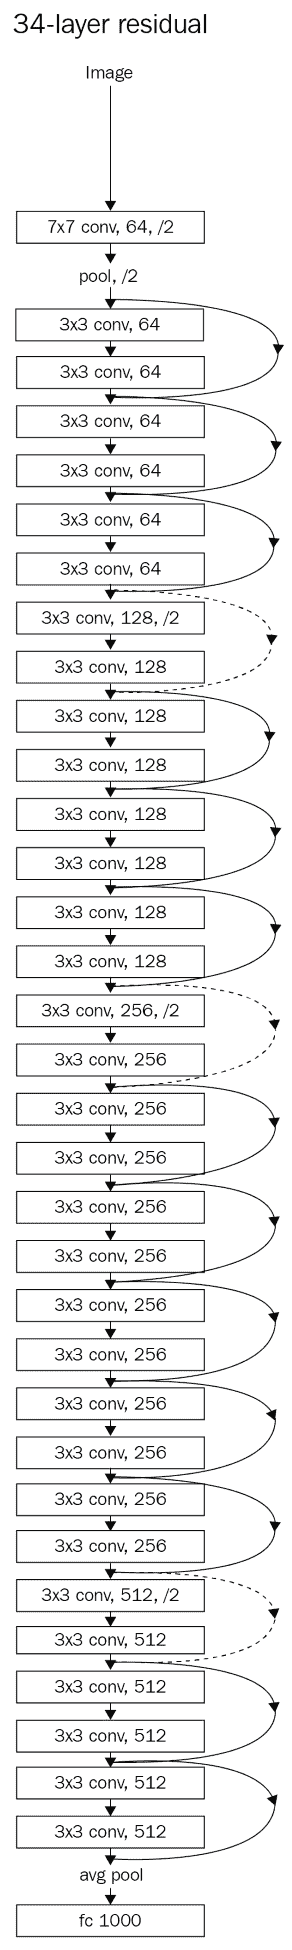 34-layer residual
Image
7x7 conv, 64, /2
pool, /2
3x3 conv, 64
3x3 conv, 64
3x3 conv, 64
3x3 conv, 64
3x3 conv, 64
3x3 conv, 64
3x3 conv, 128, /2
3x3 conv, 128
3x3 conv, 128
3x3 conv, 128
3x3 conv, 128
3x3 conv, 128
3x3 conv, 128
3x3 conv, 128
3x3 conv, 256, /2
3x3 conv, 256
3x3 conv, 256
3x3 conv, 256
3x3 conv, 256
3x3 conv, 256
3x3 conv, 256
3x3 conv, 256
3x3 conv, 256
3x3 conv, 256
3x3 conv, 256
3x3 conv, 256
3x3 conv, 512, /2
3x3 conv, 512
3x3 conv, 512
3x3 conv, 512
3x3 conv, 512
3x3 conv, 512
avg pool
fc 1000